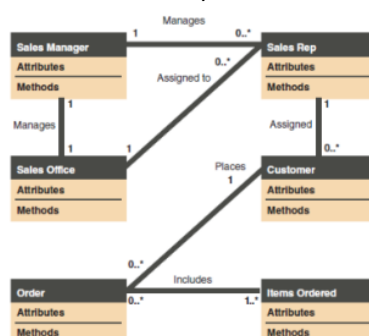 Manages
1 0..*
Sales Manager Sales Rep
Attributes 0..* Attributes
Methods Assigned to Methods
1 1
Manages Assigned
1 1 0..*
Sales Office Places Customer
Attributes 1 Attributes
Methods Methods
0..* Includes
Order 0..* 1..* Items Ordered
Attributes Attributes
Methods Methods